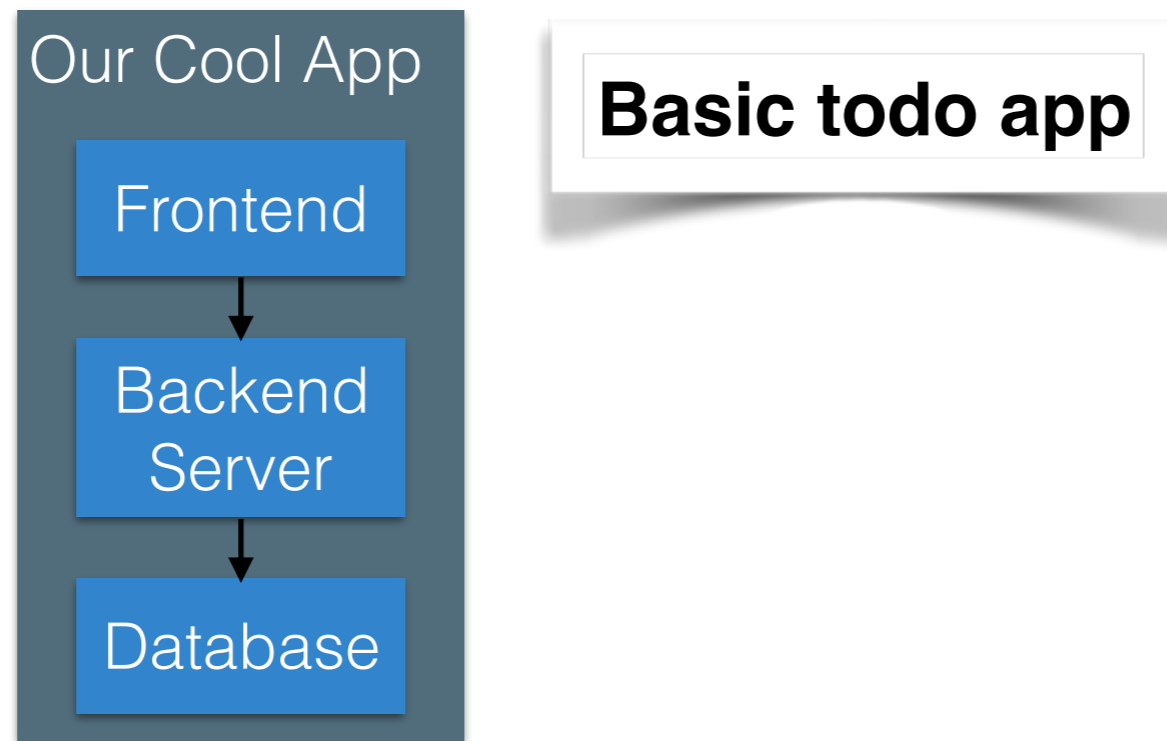 Our Cool App
Frontend
Backend
Server
Database
Basic todo app